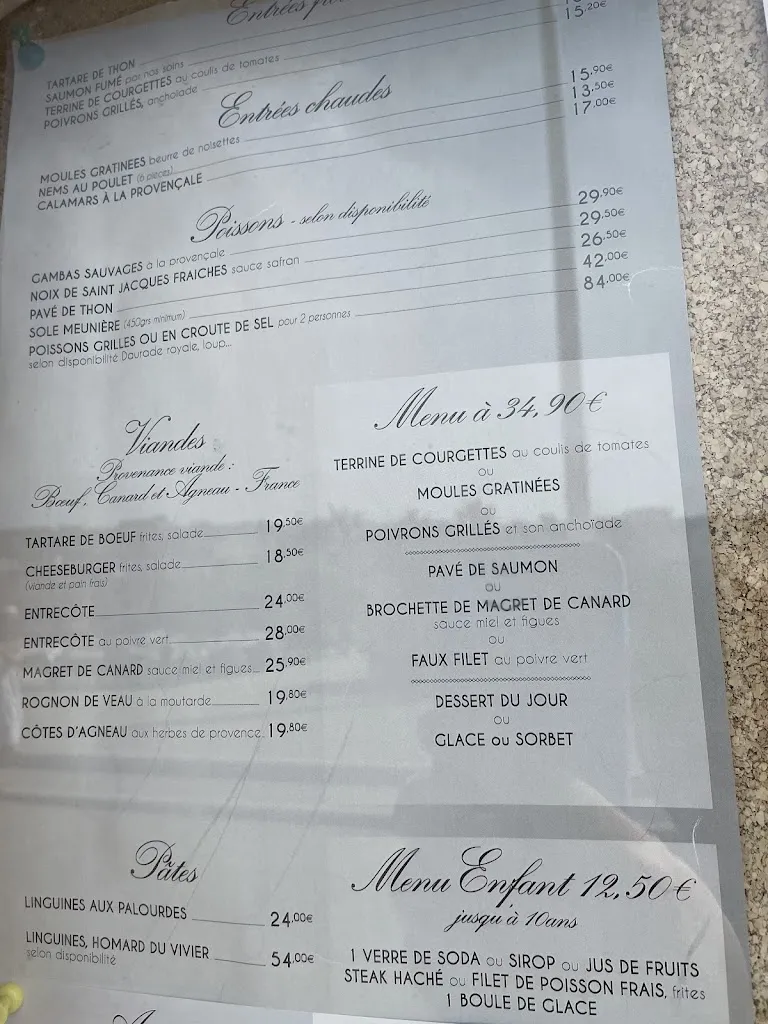 Entrées
TARTARE DE THON
SAUMON FUMÉ par nos soins
TERRINE DE COURGETTES au coulis de tomates
POIVRONS GRILLÉS, anchoiade 15.20€
Entrées chaudes
MOULES GRATINEES beurre de noisettes 15.90€
NEMS AU POULET (6 pièces) 13.50€
CALAMARS À LA PROVENÇALE 17.00€
Poissons - selon disponibilité
GAMBAS SAUVAGES à la provençale 29.90€
NOIX DE SAINT JACQUES FRAICHES sauce safran 29.50€
PAVÉ DE THON 26.50€
SOLE MEUNIÈRE (450grs minimum) 42.00€
POISSONS GRILLES OU EN CROUTE DE SEL pour 2 personnes 84.00€
selon disponibilité Daurade royale, loup...
Viandes
Provenance viande :
Bœuf, Canard et Agneau - France
TARTARE DE BOEUF frites, salade 19.50€
CHEESEBURGER frites, salade 18.50€
(viande et pain frais)
ENTRECÔTE 24.00€
ENTRECÔTE au poivre vert 28.00€
MAGRET DE CANARD sauce miel et figues 25.90€
ROGNON DE VEAU à la moutarde 19.80€
CÔTES D'AGNEAU aux herbes de provence 19.80€
Menu à 34,90€
TERRINE DE COURGETTES au coulis de tomates
ou
MOULES GRATINÉES
ou
POIVRONS GRILLÉS et son anchoïade
PAVÉ DE SAUMON
ou
BROCHETTE DE MAGRET DE CANARD
sauce miel et figues
ou
FAUX FILET au poivre vert
DESSERT DU JOUR
ou
GLACE ou SORBET
Pâtes
LINGUINES AUX PALOURDES 24.00€
LINGUINES, HOMARD DU VIVIER 54.00€
selon disponibilité
Menu Enfant 12,50€
jusqu'à 10ans
1 VERRE DE SODA ou SIROP ou JUS DE FRUITS
STEAK HACHÉ ou FILET DE POISSON FRAIS, frites
1 BOULE DE GLACE